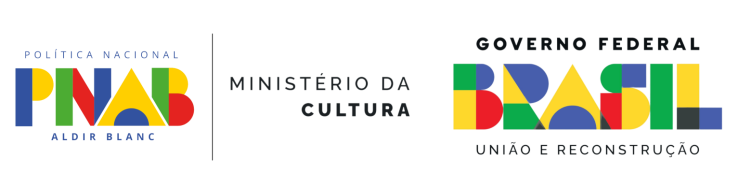 POLÍTICA NACIONAL
PNAB
ALDIR BLANC
MINISTÉRIO DA
CULTURA
GOVERNO FEDERAL
BRASIL
UNIÃO E RECONSTRUÇÃO